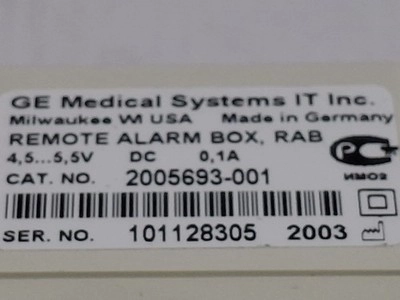 GE Medical Systems IT Inc.
Milwaukee WI USA Made in Germany
REMOTE ALARM BOX, RAB
4,5...5,5V DC 0,1A
CAT. NO. 2005693-001
ИМ02
SER. NO. 101128305 2003